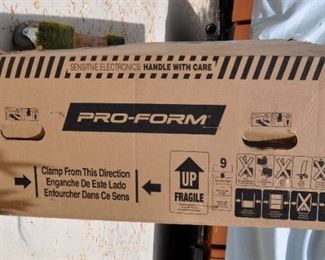 SENSITIVE ELECTRONICS: HANDLE WITH CARE
PRO-FORM®
Clamp From This Direction
Enganche De Este Lado
Enfourcher Dans Ce Sens
UP
FRAGILE
9